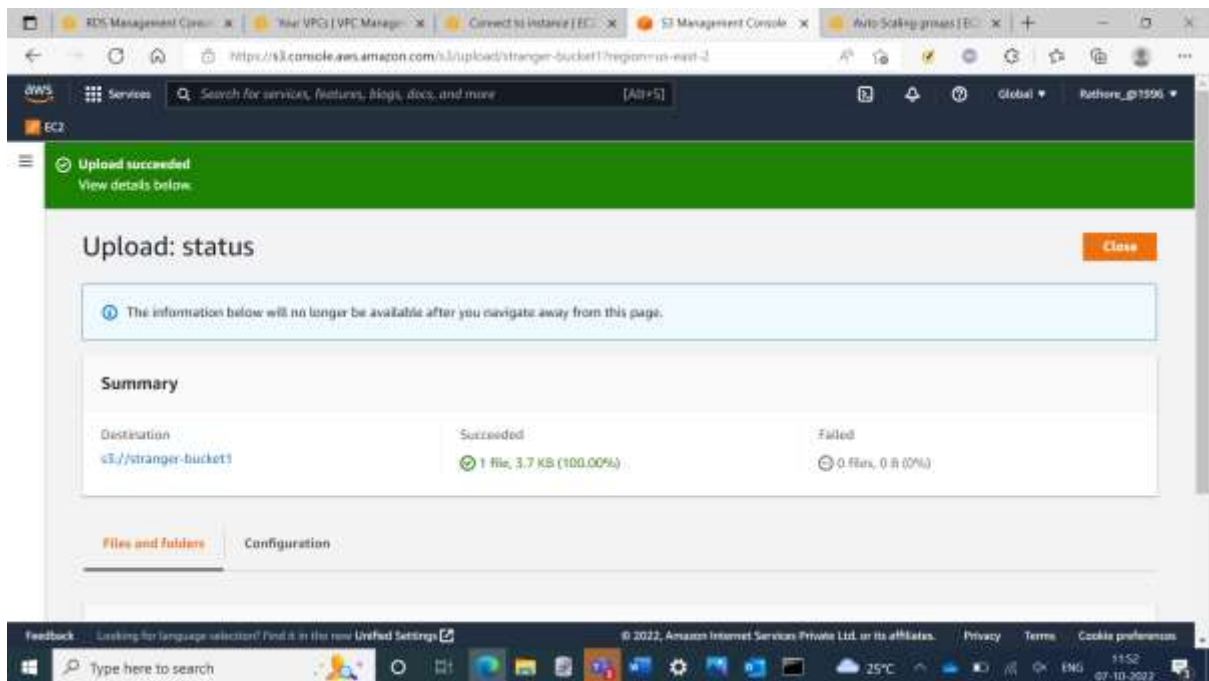 RDS Management Cons
Your VPCs | VPC Manage
Connect to instance | EC
S3 Management Console
Auto Scaling groups | EC
https://s3.console.aws.amazon.com/s3/upload/stranger-bucket1?region=us-east-2
aws
Services
Search for services, features, blogs, docs, and more
[Alt+S]
Global
Rathore_@1996
EC2
Upload succeeded
View details below.
Upload: status
Close
The information below will no longer be available after you navigate away from this page.
Summary
Destination
Succeeded
Failed
s3://stranger-bucket1
1 file, 3.7 KB (100.00%)
0 files, 0 B (0%)
Files and folders
Configuration
Feedback
Looking for language selection? Find it in the new Unified Settings
© 2022, Amazon Internet Services Private Ltd. or its affiliates.
Privacy
Terms
Cookie preferences
Type here to search
25°C
ENG
11:52
07-10-2022